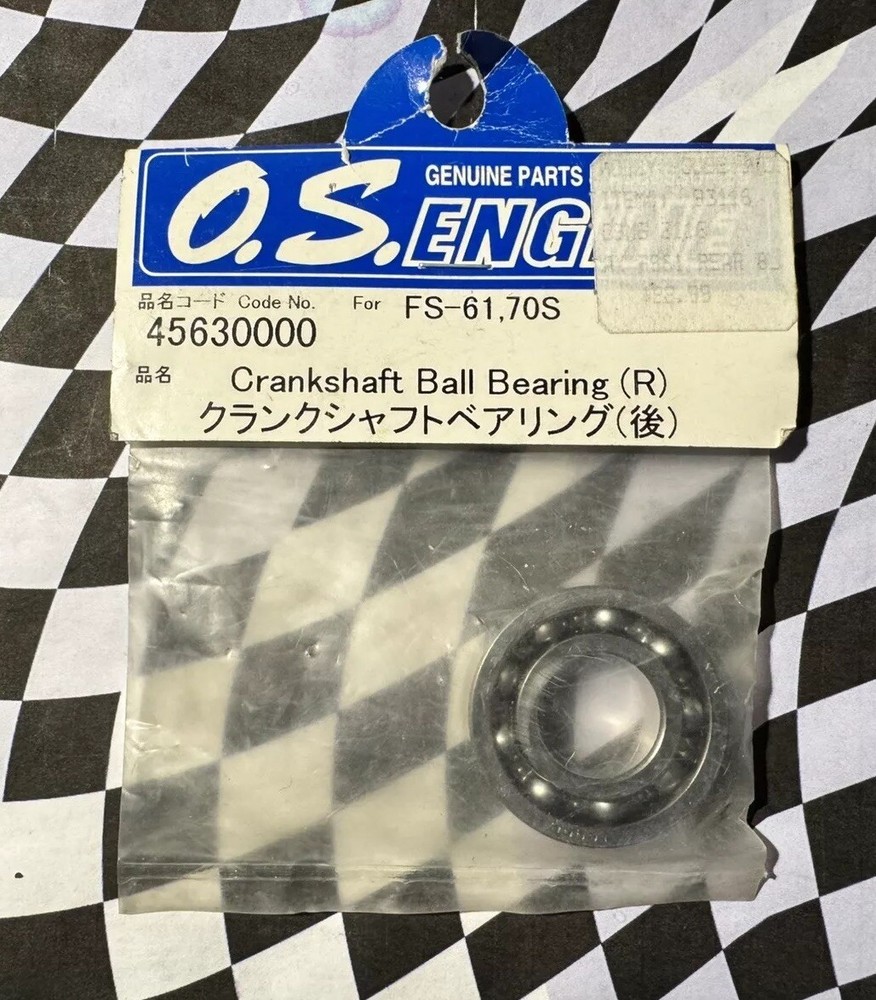 GENUINE PARTS
O.S. ENGINE
品名コード Code No. For FS-61,70S
45630000
品名 Crankshaft Ball Bearing (R)
クランクシャフトベアリング(後)